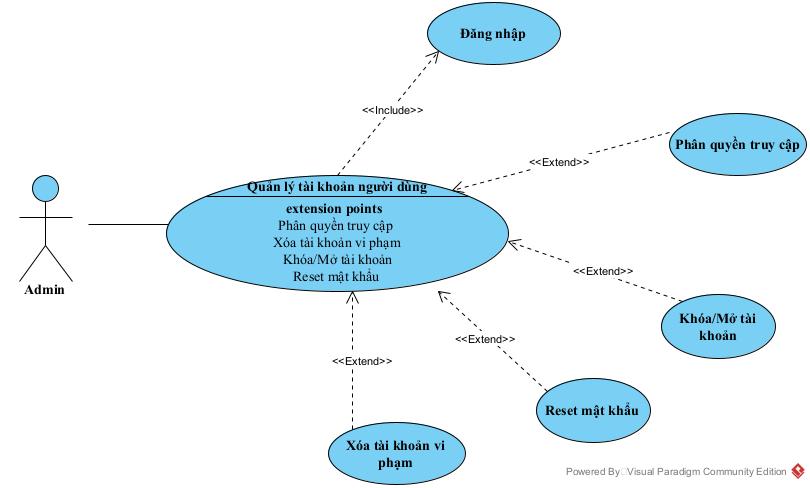 Đăng nhập
<<Include>>
Phân quyền truy cập
<<Extend>>
Quản lý tài khoản người dùng
extension points
Phân quyền truy cập
Xóa tài khoản vi phạm
Khóa/Mở tài khoản
Reset mật khẩu
<<Extend>>
Admin
Khóa/Mở tài
khoản
<<Extend>>
<<Extend>>
Reset mật khẩu
Xóa tài khoản vi
phạm
Powered By Visual Paradigm Community Edition